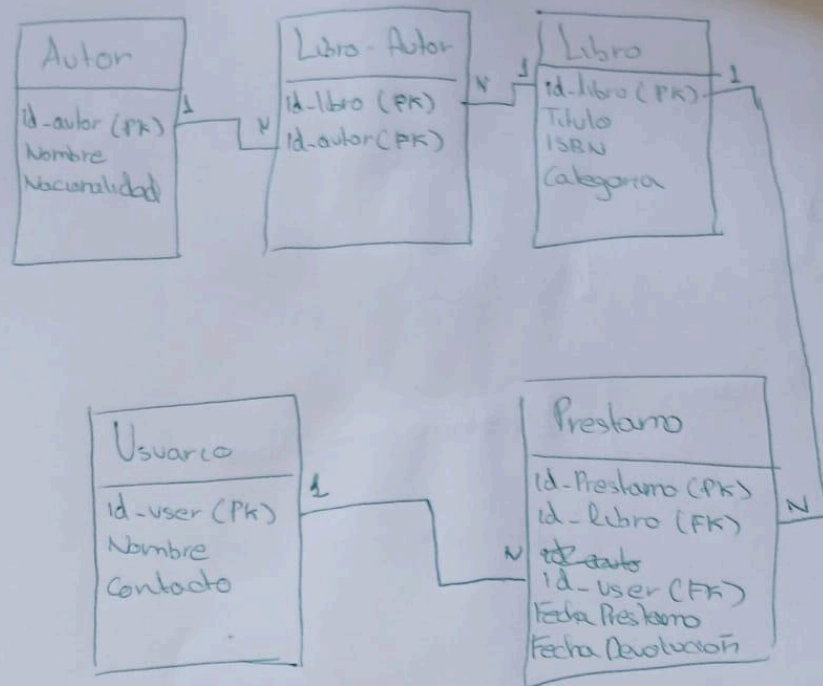 Autor
id-autor (PK)
Nombre
Nacionalidad
1
N
Libro-Autor
id-libro (PK)
id-autor (PK)
N
1
Libro
id-libro (PK)
Titulo
ISBN
Categoria
1
Usuario
id-user (PK)
Nombre
Contacto
1
N
Prestamo
id-Prestamo (PK)
id-Libro (FK)
id-user (FK)
Fecha Prestamo
Fecha Devolución
N